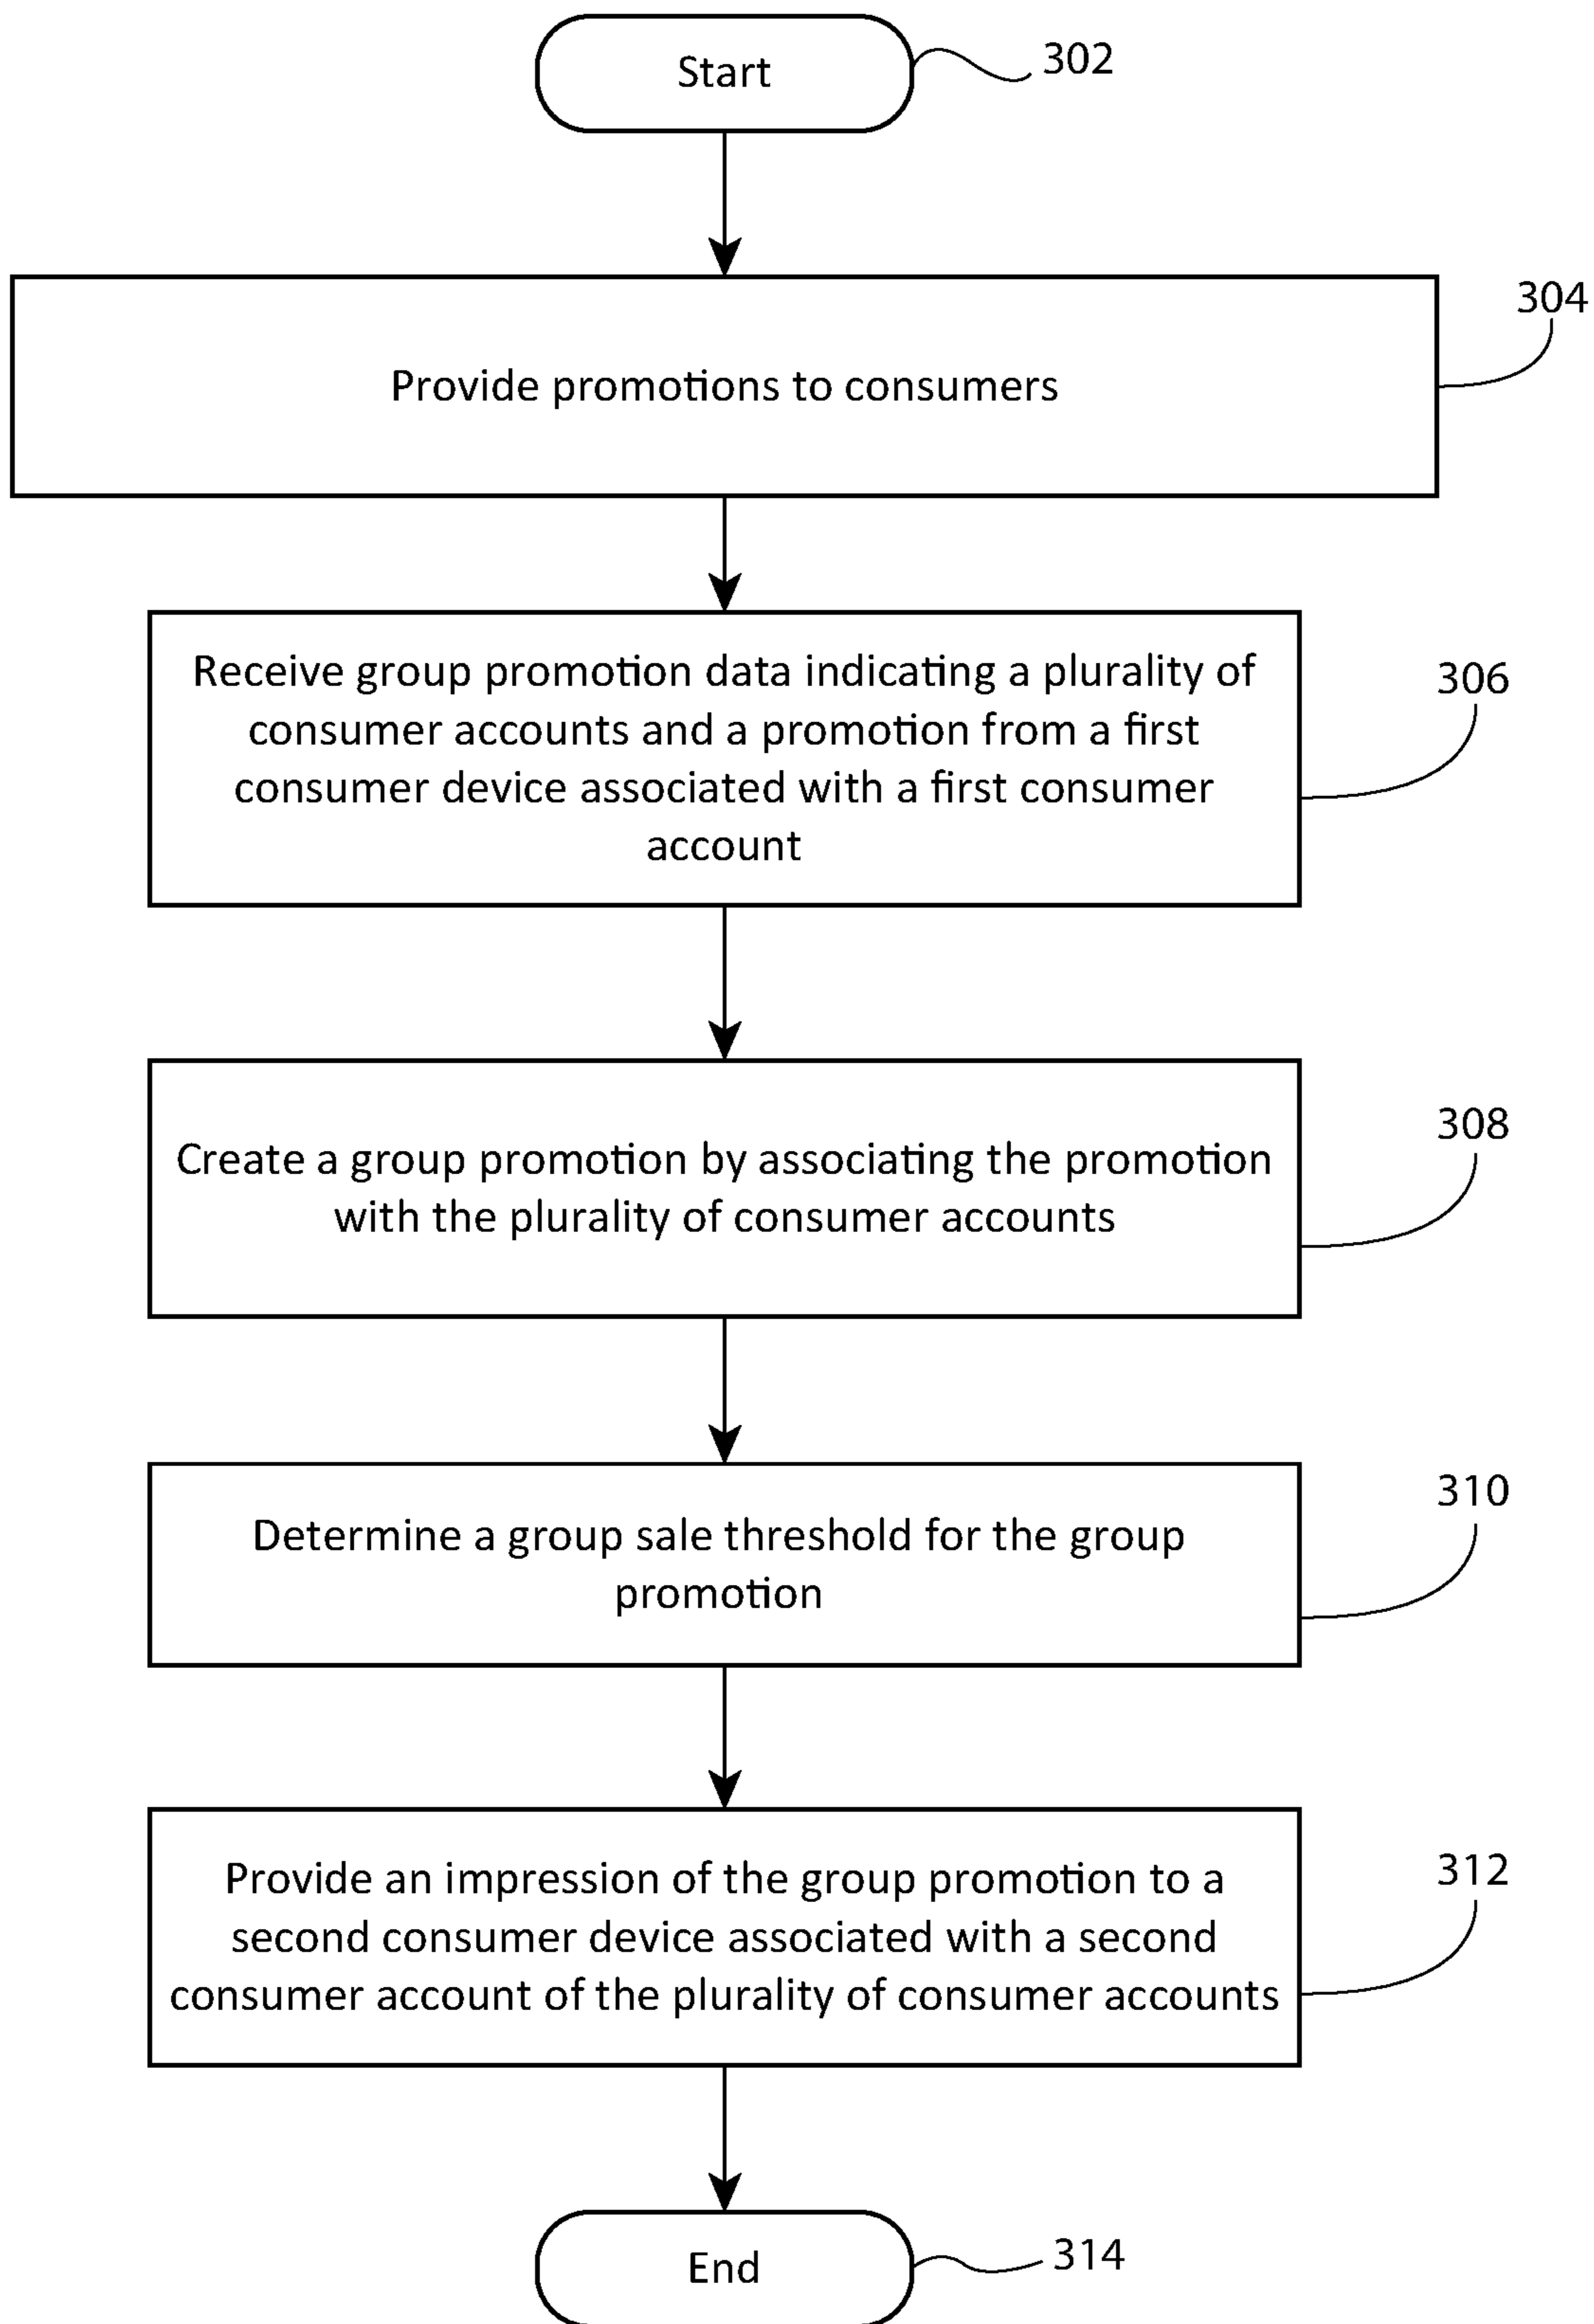 Start
302
304
Provide promotions to consumers
Receive group promotion data indicating a plurality of
consumer accounts and a promotion from a first
consumer device associated with a first consumer
account
306
Create a group promotion by associating the promotion
with the plurality of consumer accounts
308
Determine a group sale threshold for the group
promotion
310
Provide an impression of the group promotion to a
second consumer device associated with a second
consumer account of the plurality of consumer accounts
312
End
314